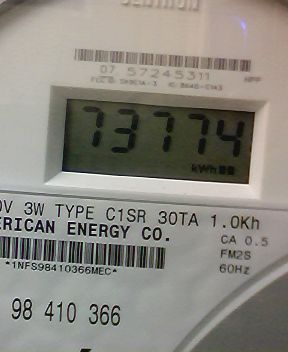 CENTRON
07 57245311
73774
kWh
0V 3W TYPE C1SR 30TA 1.0Kh
ERICAN ENERGY CO.
CA 0.5
FM2S
60Hz
*1NFS98410366MEC*
98 410 366